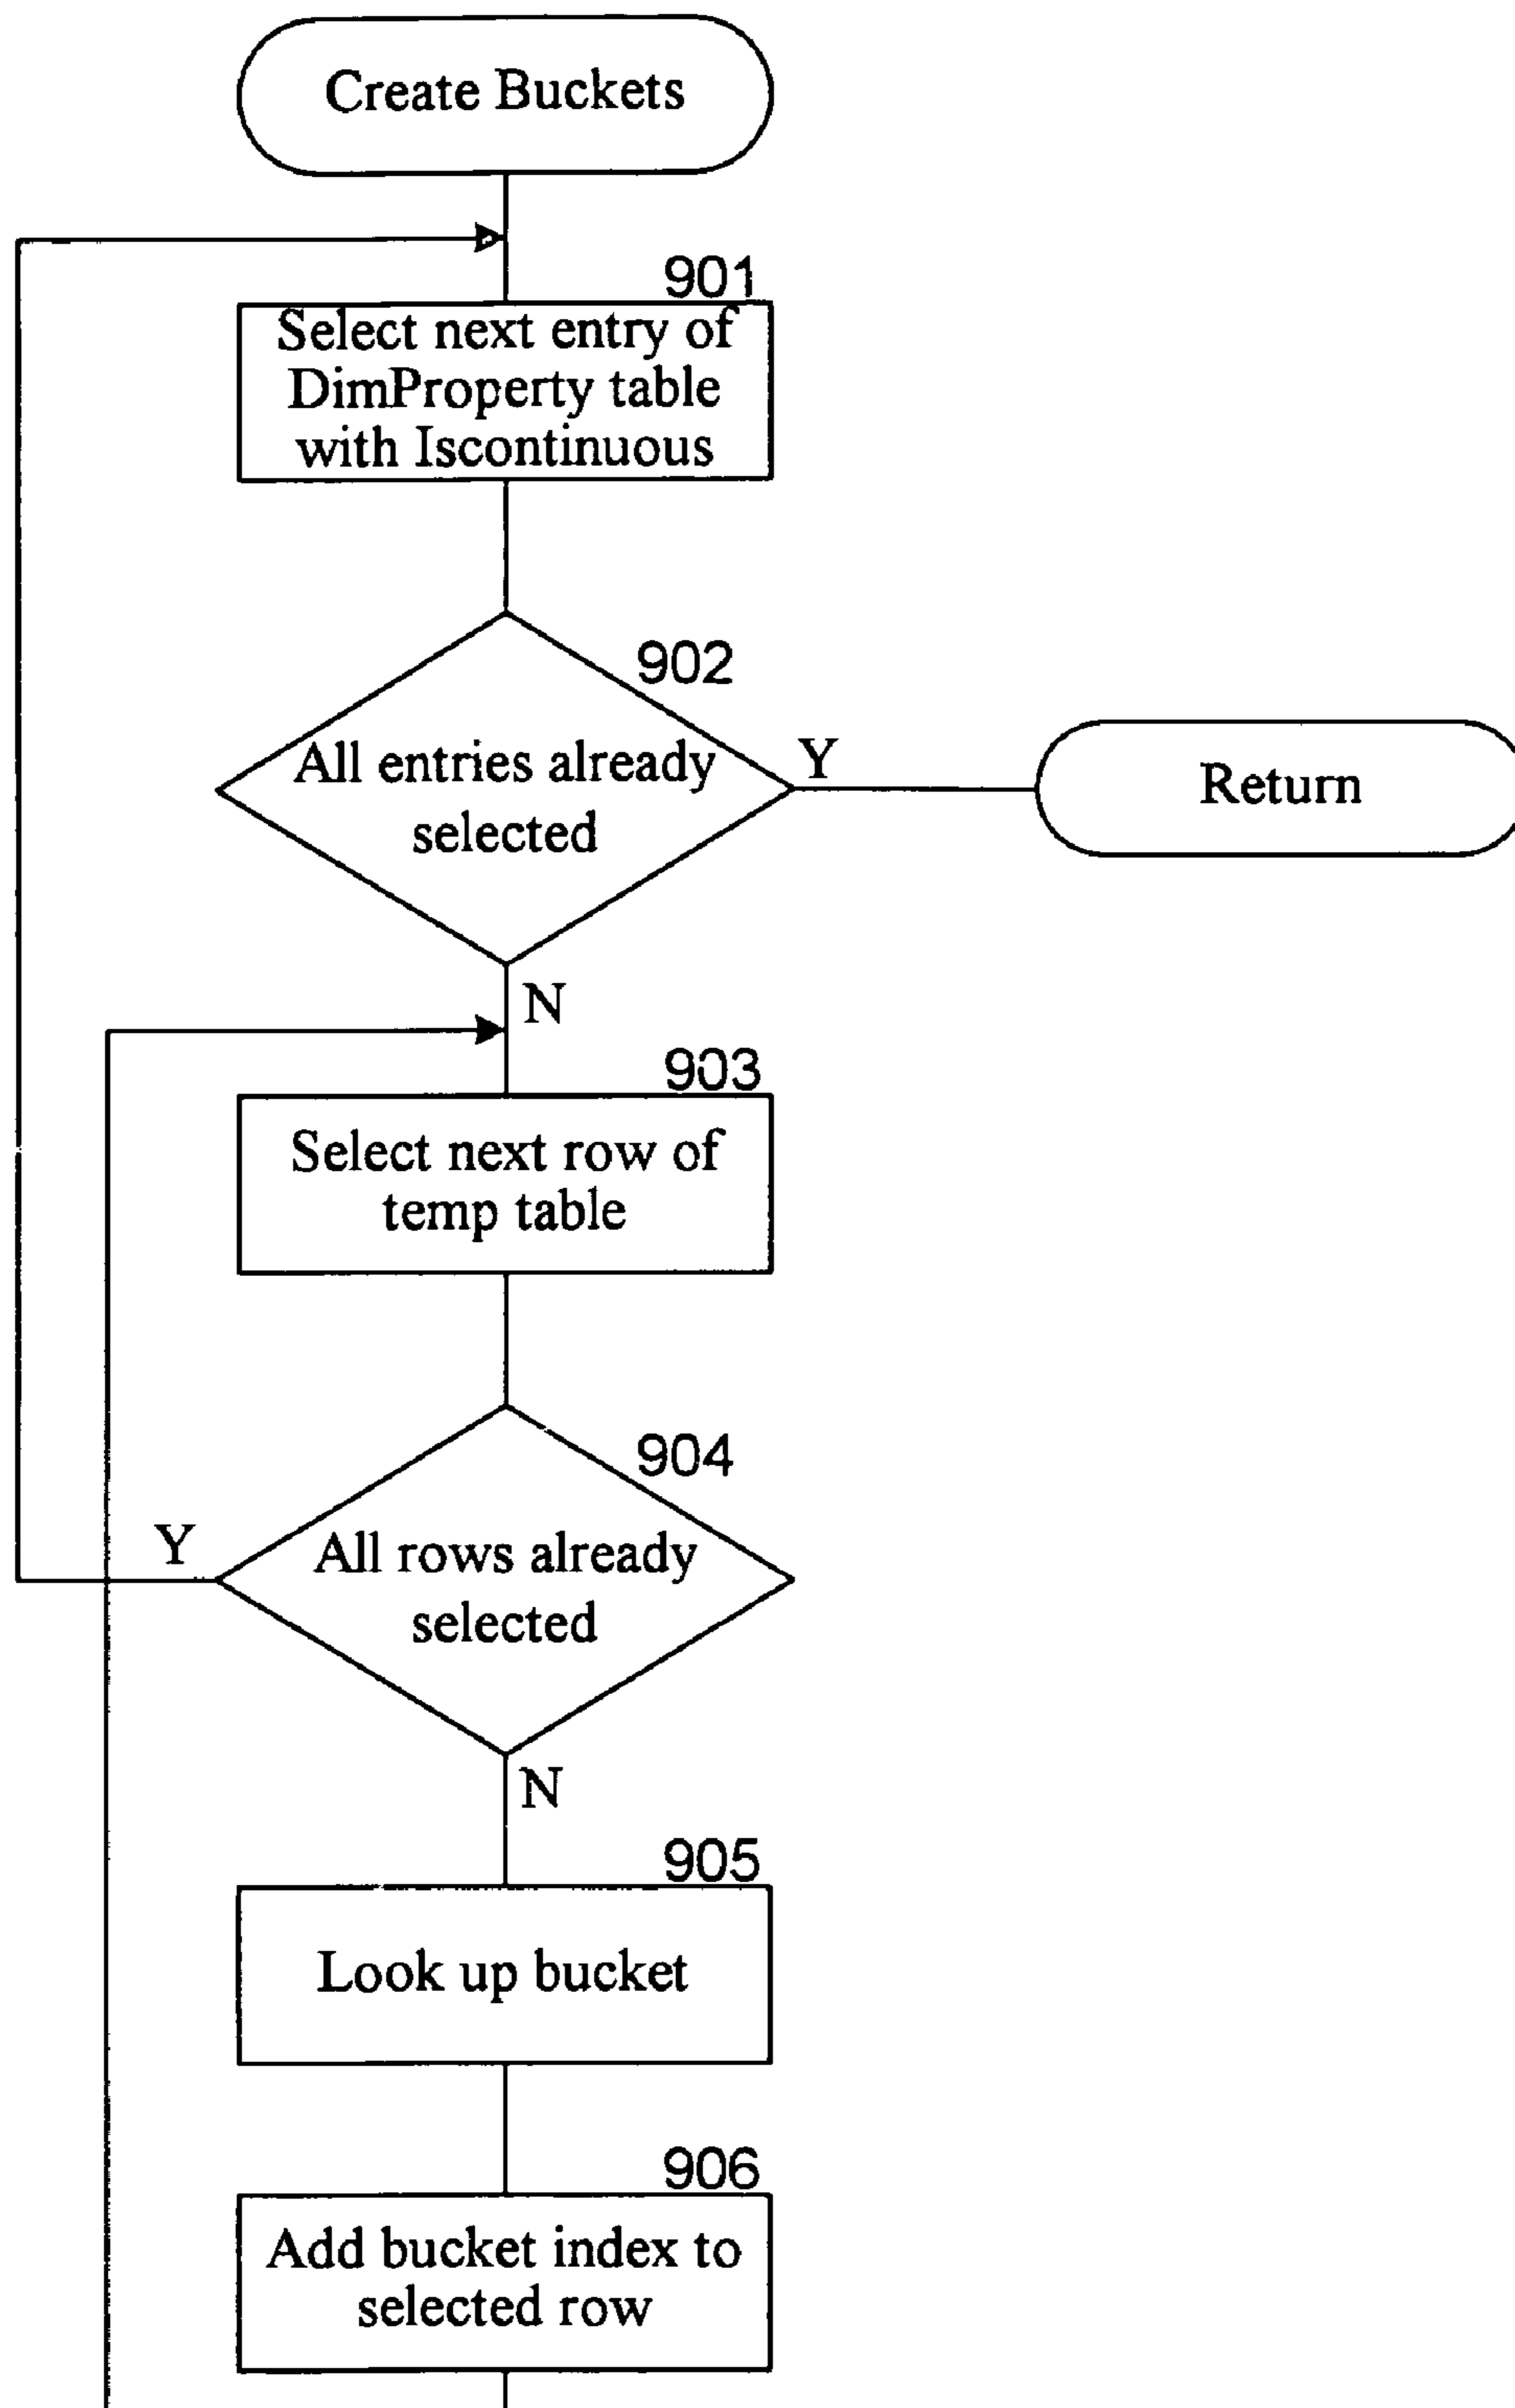 Create Buckets
901
Select next entry of
DimProperty table
with Iscontinuous
902
All entries already
selected
Y
Return
N
903
Select next row of
temp table
904
Y
All rows already
selected
N
905
Look up bucket
906
Add bucket index to
selected row